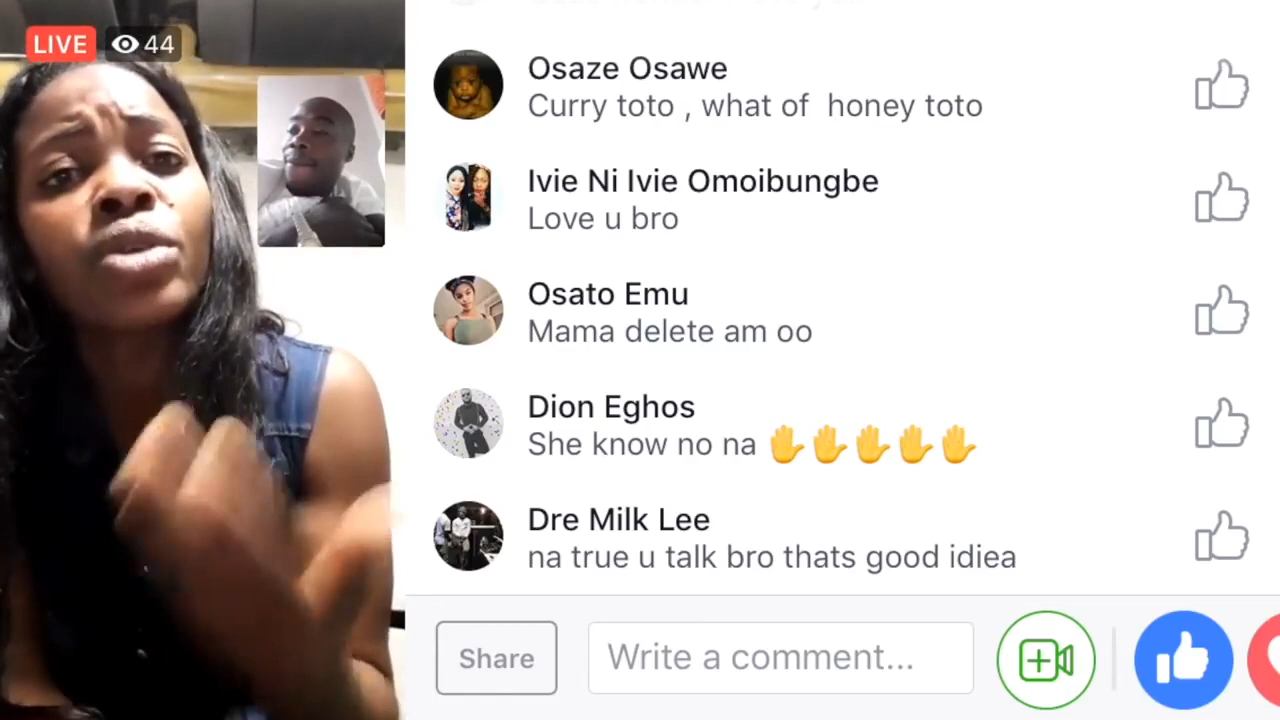 LIVE 44
Osaze Osawe
Curry toto , what of honey toto
Ivie Ni Ivie Omoibungbe
Love u bro
Osato Emu
Mama delete am oo
Dion Eghos
She know no na ✋✋✋✋✋
Dre Milk Lee
na true u talk bro thats good idiea
Share
Write a comment...